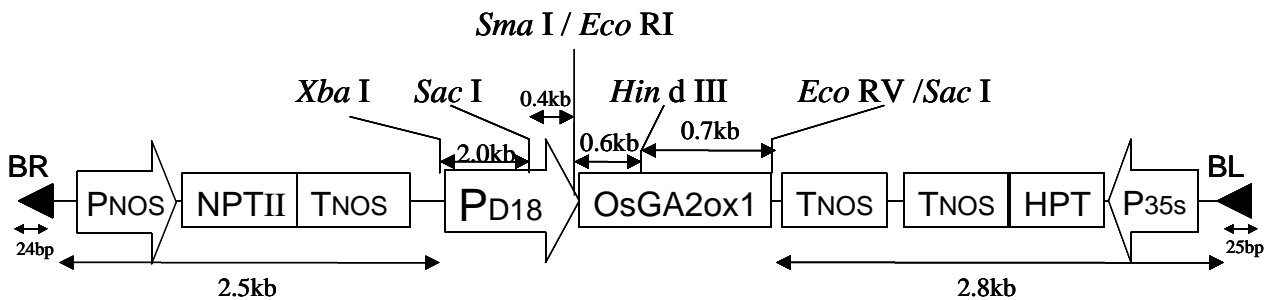 Sma I / Eco RI
Xba I Sac I 0.4kb Hin d III Eco RV /Sac I
2.0kb 0.6kb 0.7kb
BR BL
PNOS NPTII TNOS PD18 OsGA2ox1 TNOS TNOS HPT P35s
24bp 25bp
2.5kb 2.8kb